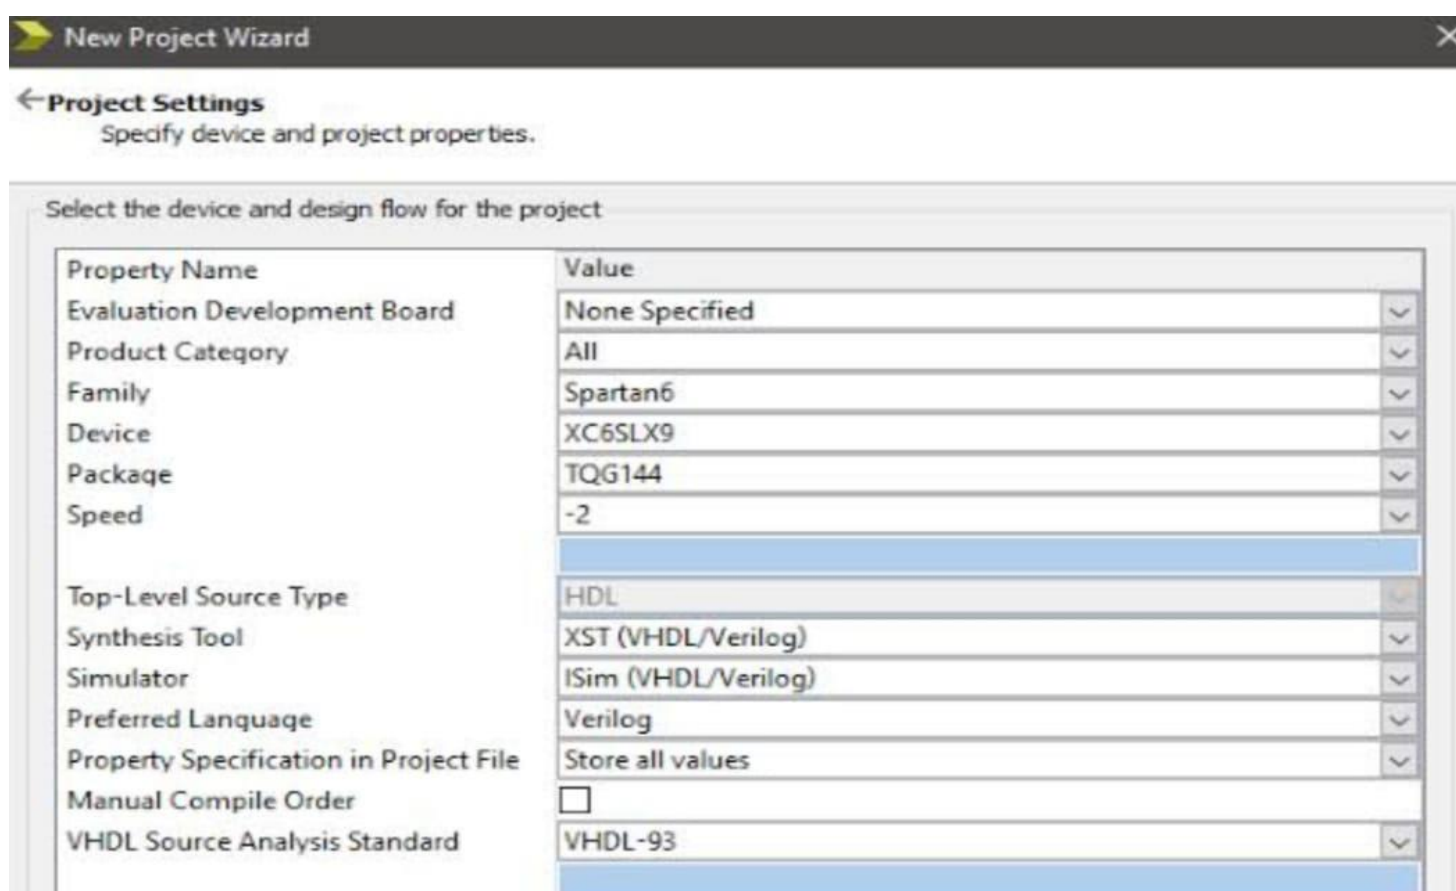 New Project Wizard
Project Settings
Specify device and project properties.
Select the device and design flow for the project
Property Name Value
Evaluation Development Board None Specified
Product Category All
Family Spartan6
Device XC6SLX9
Package TQG144
Speed -2
Top-Level Source Type HDL
Synthesis Tool XST (VHDL/Verilog)
Simulator ISim (VHDL/Verilog)
Preferred Language Verilog
Property Specification in Project File Store all values
Manual Compile Order
VHDL Source Analysis Standard VHDL-93